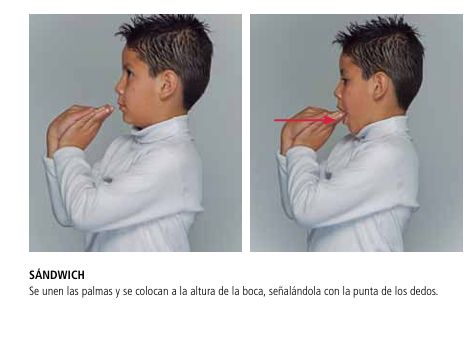 SÁNDWICH
Se unen las palmas y se colocan a la altura de la boca, señalándola con la punta de los dedos.